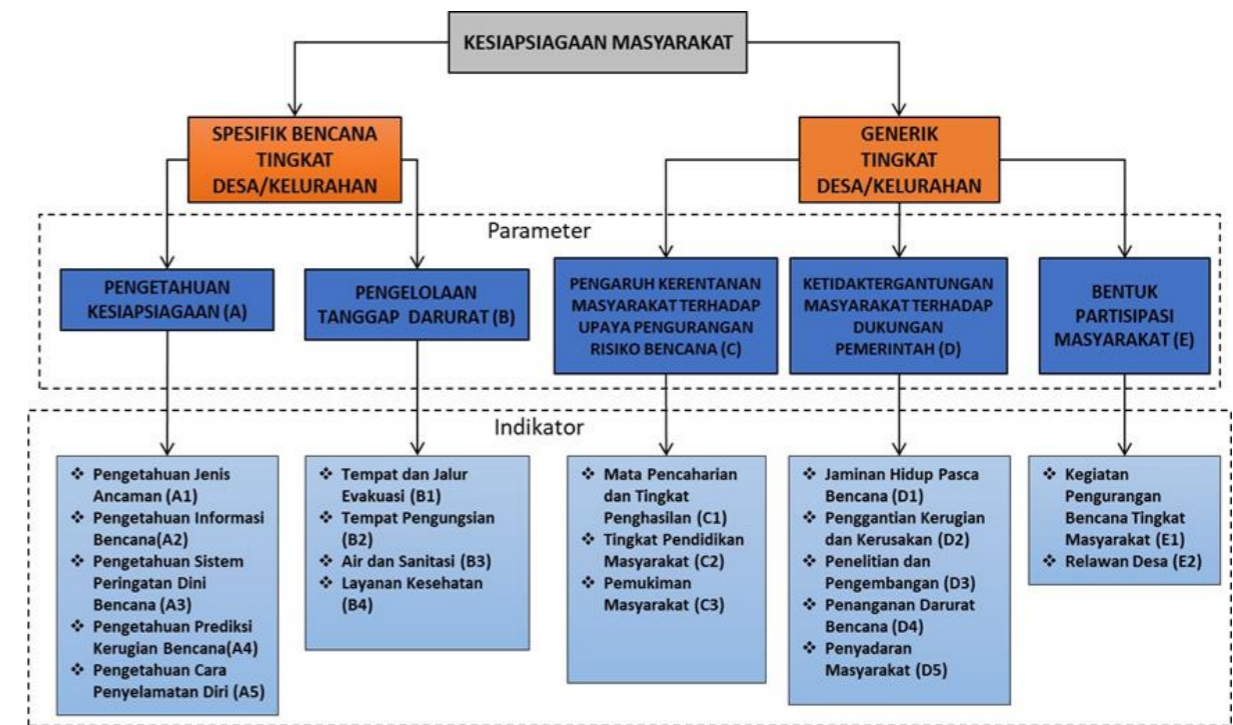 KESIAPSIAGAAN MASYARAKAT
SPESIFIK BENCANA
TINGKAT
DESA/KELURAHAN
GENERIK
TINGKAT
DESA/KELURAHAN
Parameter
PENGETAHUAN
KESIAPSIAGAAN (A)
PENGELOLAAN
TANGGAP DARURAT (B)
PENGARUH KERENTANAN
MASYARAKAT TERHADAP
UPAYA PENGURANGAN
RISIKO BENCANA (C)
KETIDAKTERGANTUNGAN
MASYARAKAT TERHADAP
DUKUNGAN
PEMERINTAH (D)
BENTUK
PARTISIPASI
MASYARAKAT (E)
Indikator
❖ Pengetahuan Jenis
Ancaman (A1)
❖ Pengetahuan Informasi
Bencana(A2)
❖ Pengetahuan Sistem
Peringatan Dini
Bencana (A3)
❖ Pengetahuan Prediksi
Kerugian Bencana(A4)
❖ Pengetahuan Cara
Penyelamatan Diri (A5)
❖ Tempat dan Jalur
Evakuasi (B1)
❖ Tempat Pengungsian
(B2)
❖ Air dan Sanitasi (B3)
❖ Layanan Kesehatan
(B4)
❖ Mata Pencaharian
dan Tingkat
Penghasilan (C1)
❖ Tingkat Pendidikan
Masyarakat (C2)
❖ Pemukiman
Masyarakat (C3)
❖ Jaminan Hidup Pasca
Bencana (D1)
❖ Penggantian Kerugian
dan Kerusakan (D2)
❖ Penelitian dan
Pengembangan (D3)
❖ Penanganan Darurat
Bencana (D4)
❖ Penyadaran
Masyarakat (D5)
❖ Kegiatan
Pengurangan
Bencana Tingkat
Masyarakat (E1)
❖ Relawan Desa (E2)